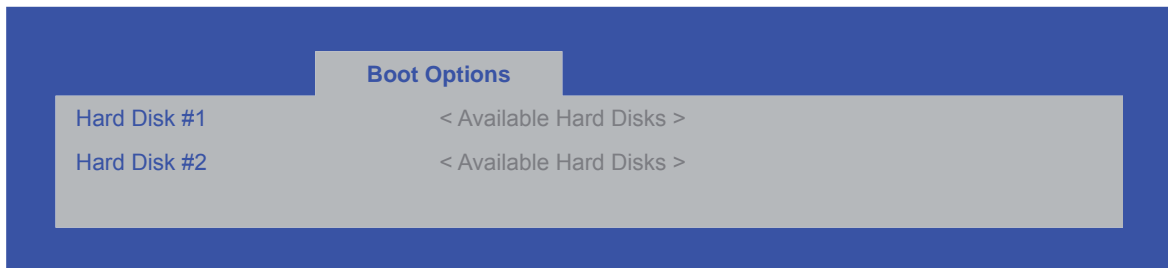 Boot Options
Hard Disk #1 < Available Hard Disks >
Hard Disk #2 < Available Hard Disks >